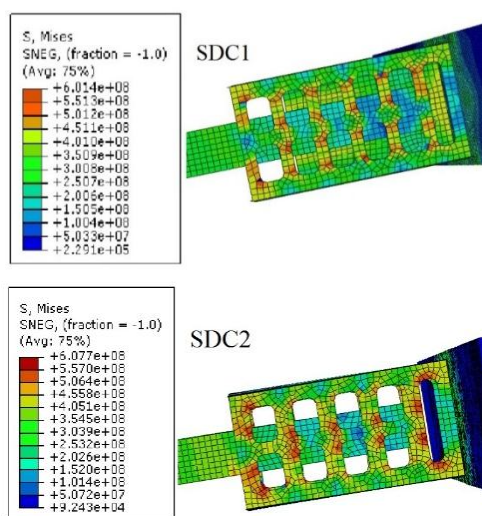 S, Mises
SNEG, (fraction = -1.0)
(Avg: 75%)
+6.014e+08
+5.513e+08
+5.012e+08
+4.511e+08
+4.010e+08
+3.509e+08
+3.008e+08
+2.507e+08
+2.006e+08
+1.505e+08
+1.004e+08
+5.033e+07
+2.291e+05
SDC1
S, Mises
SNEG, (fraction = -1.0)
(Avg: 75%)
+6.077e+08
+5.570e+08
+5.064e+08
+4.558e+08
+4.051e+08
+3.545e+08
+3.039e+08
+2.532e+08
+2.026e+08
+1.520e+08
+1.014e+08
+5.072e+07
+9.243e+04
SDC2